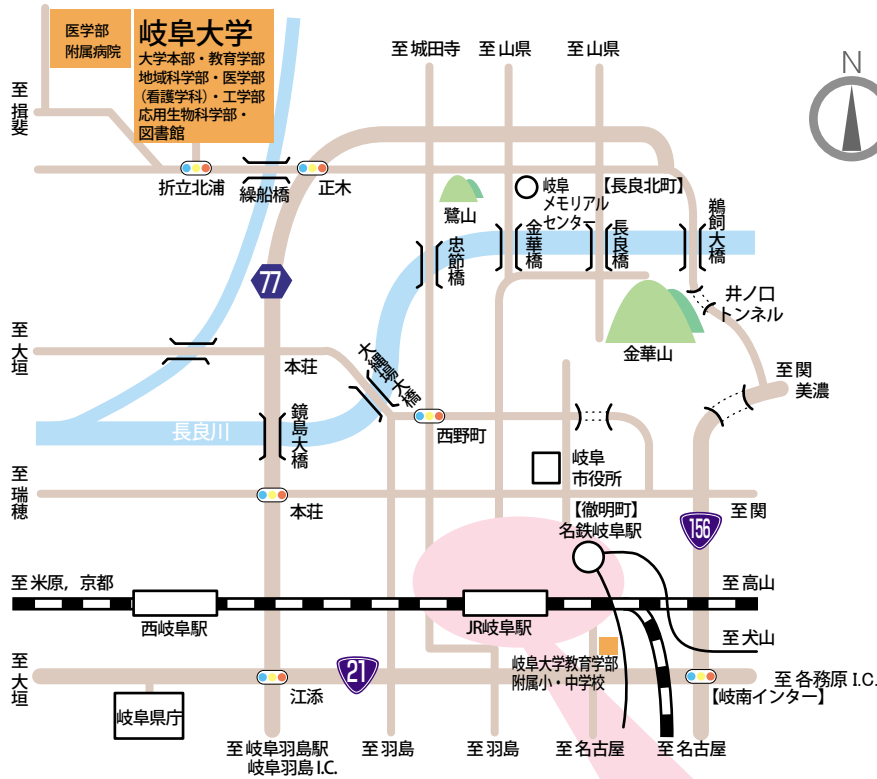 医学部
附属病院
岐阜大学
大学本部・教育学部
地域科学部・医学部
(看護学科)・工学部
応用生物科学部・
図書館
至城田寺
至山県
至山県
N
至揖斐
折立北浦
繰船橋
正木
鷺山
岐阜
メモリアル
センター
【長良北町】
忠節橋
金華橋
長良橋
鵜飼大橋
77
井ノ口
トンネル
金華山
至大垣
本荘
大縄場大橋
至関
美濃
長良川
鏡島大橋
西野町
岐阜
市役所
至瑞穂
本荘
【徹明町】
名鉄岐阜駅
至関
156
至米原，京都
至高山
西岐阜駅
JR岐阜駅
至犬山
至大垣
岐阜大学教育学部
附属小・中学校
21
江添
至各務原I.C.
【岐南インター】
岐阜県庁
至岐阜羽島駅
岐阜羽島I.C.
至羽島
至羽島
至名古屋
至名古屋